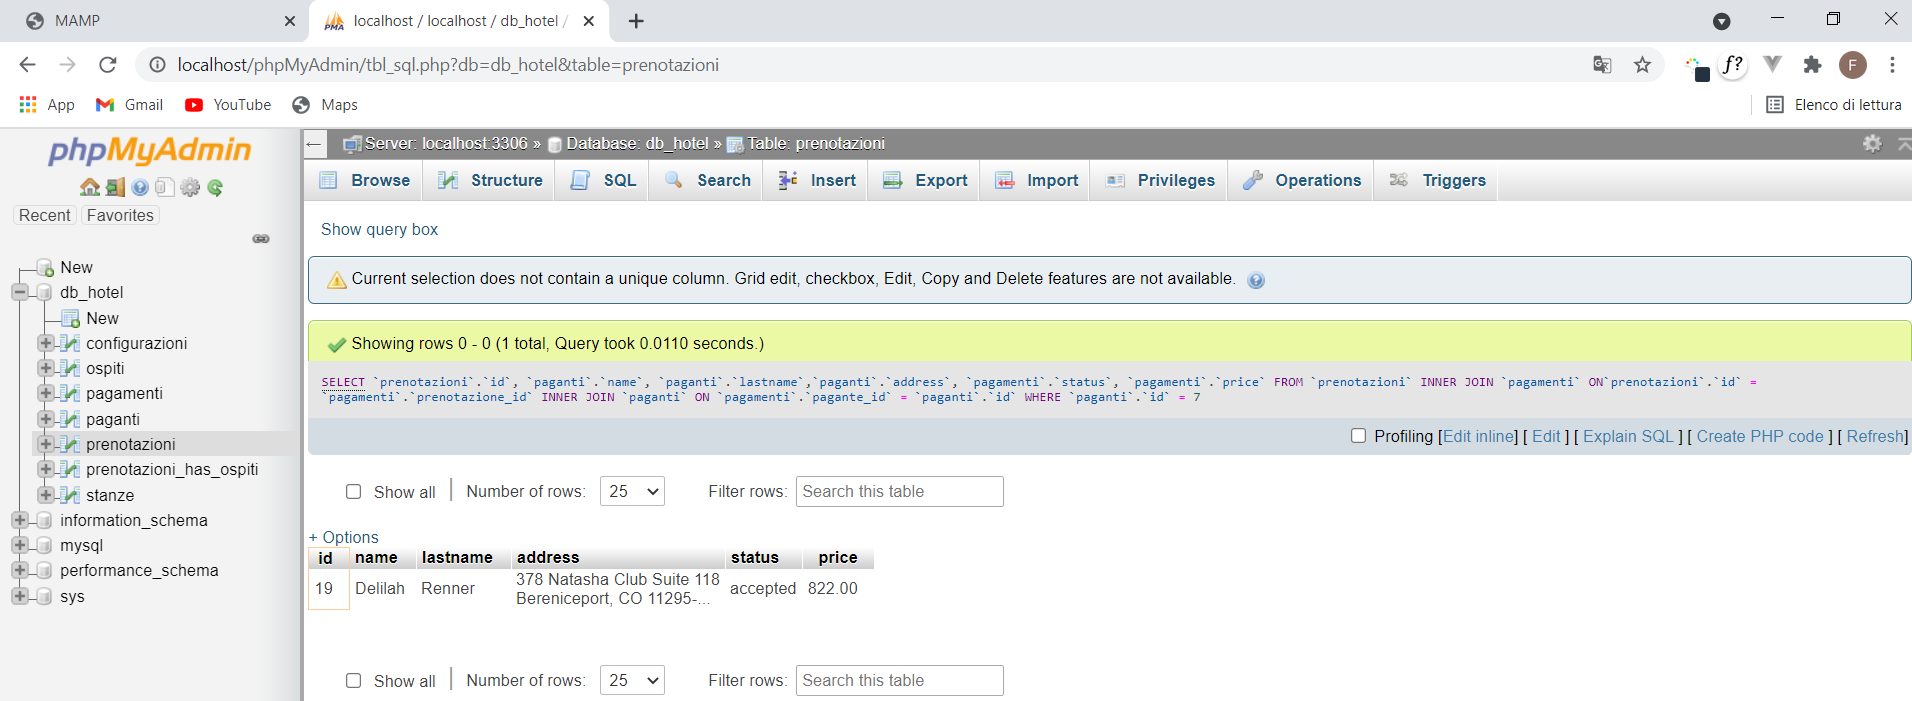 MAMP
localhost / localhost / db_hotel /
localhost/phpMyAdmin/tbl_sql.php?db=db_hotel&table=prenotazioni
f?
F
App
Gmail
YouTube
Maps
Elenco di lettura
phpMyAdmin
Recent
Favorites
New
db_hotel
New
configurazioni
ospiti
pagamenti
paganti
prenotazioni
prenotazioni_has_ospiti
stanze
information_schema
mysql
performance_schema
sys
Server: localhost:3306 » Database: db_hotel » Table: prenotazioni
Browse Structure SQL Search Insert Export Import Privileges Operations Triggers
Show query box
Current selection does not contain a unique column. Grid edit, checkbox, Edit, Copy and Delete features are not available.
Showing rows 0 - 0 (1 total, Query took 0.0110 seconds.)
SELECT `prenotazioni`.`id`, `paganti`.`name`, `paganti`.`lastname`,`paganti`.`address`, `pagamenti`.`status`, `pagamenti`.`price` FROM `prenotazioni` INNER JOIN `pagamenti` ON`prenotazioni`.`id` =
`pagamenti`.`prenotazione_id` INNER JOIN `paganti` ON `pagamenti`.`pagante_id` = `paganti`.`id` WHERE `paganti`.`id` = 7
Profiling [Edit inline] [ Edit ] [ Explain SQL ] [ Create PHP code ] [ Refresh]
Show all | Number of rows: 25 Filter rows: Search this table
+ Options
id name lastname address status price
19 Delilah Renner 378 Natasha Club Suite 118 accepted 822.00
Bereniceport, CO 11295-...
Show all | Number of rows: 25 Filter rows: Search this table